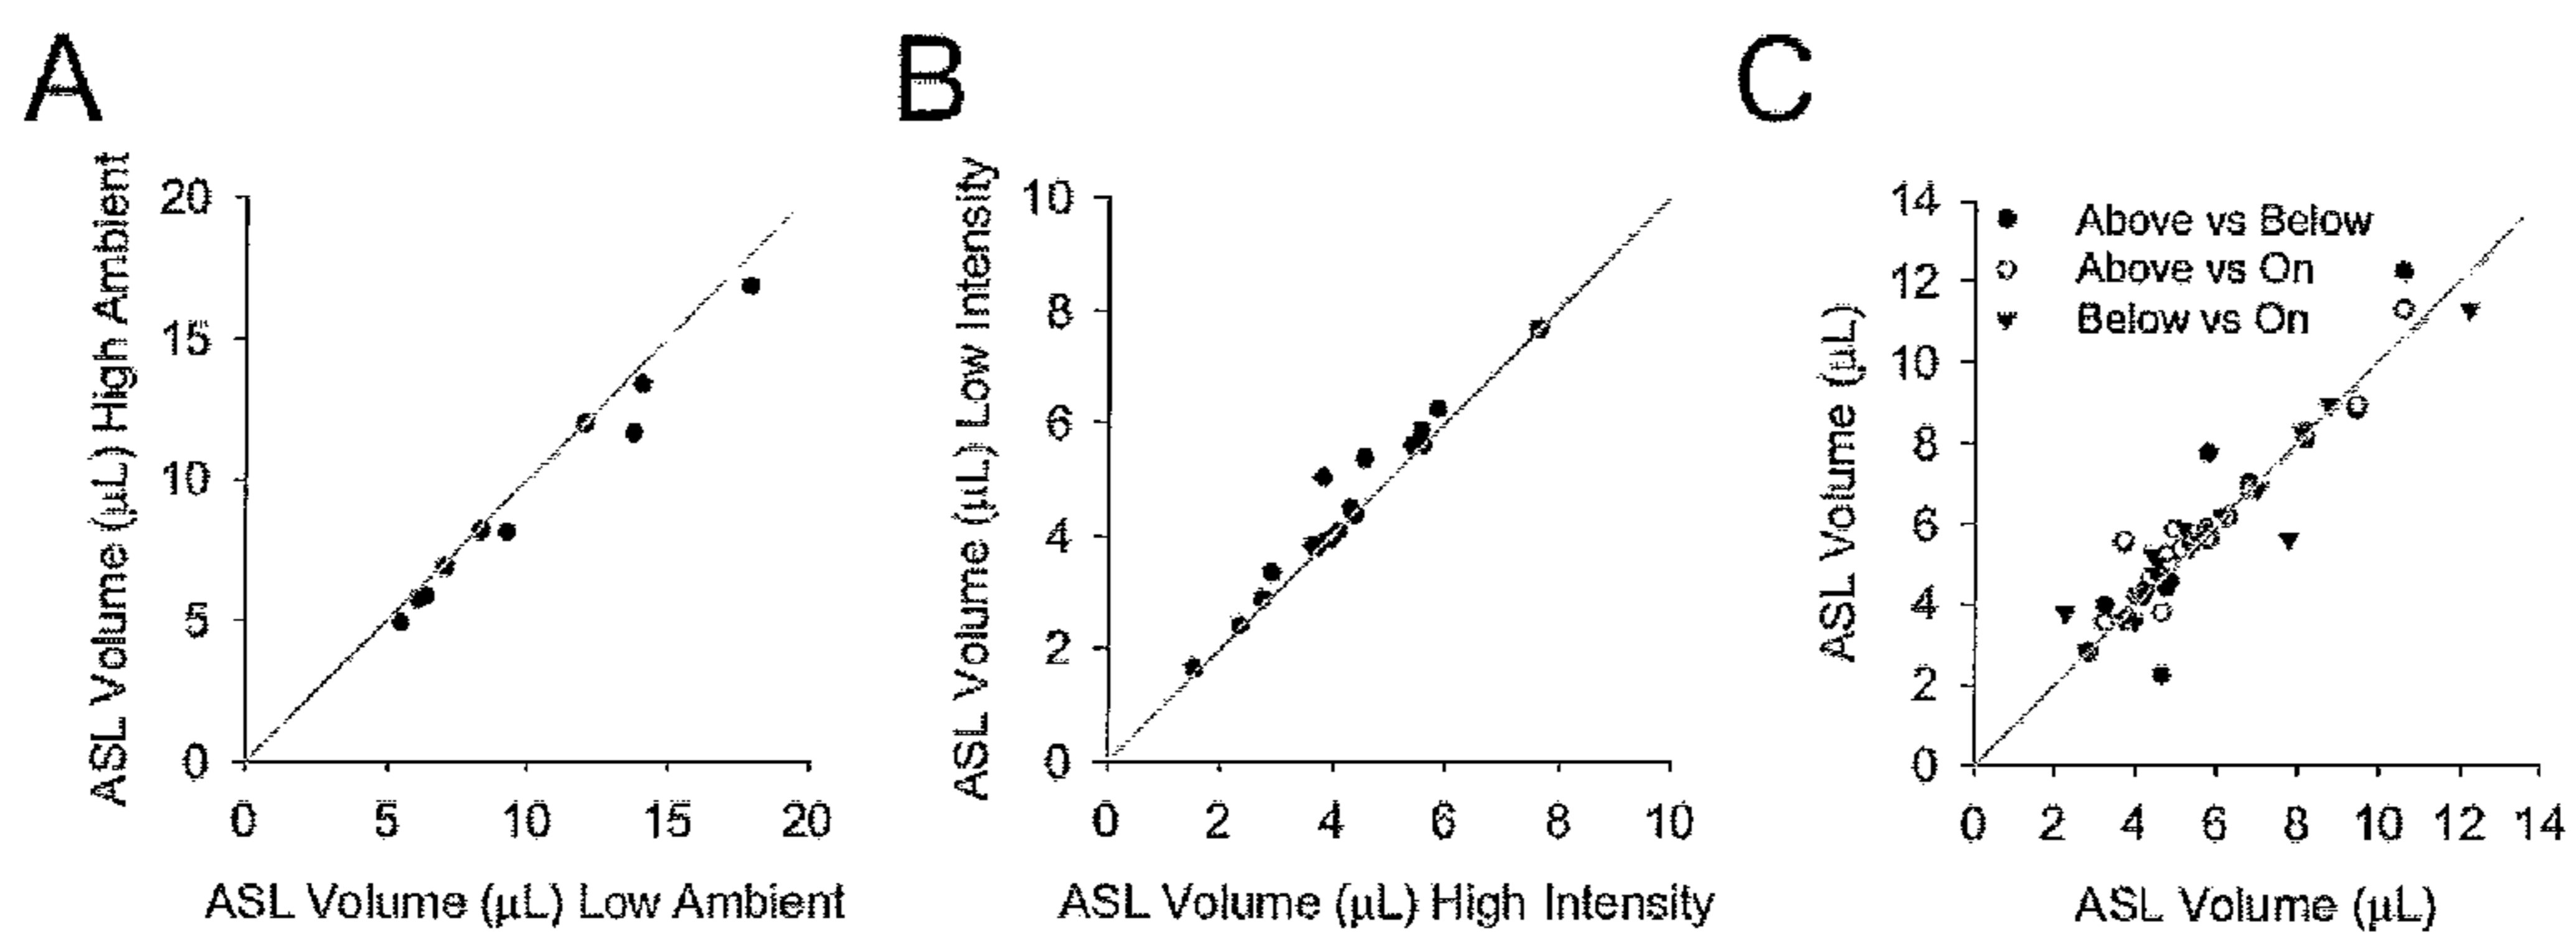 A
B
C
ASL Volume (µL) High Ambient
20
15
10
5
0
0 5 10 15 20
ASL Volume (µL) Low Ambient
ASL Volume (µL) Low Intensity
10
8
6
4
2
0
0 2 4 6 8 10
ASL Volume (µL) High Intensity
ASL Volume (µL)
14
12
10
8
6
4
2
0
Above vs Below
Above vs On
Below vs On
0 2 4 6 8 10 12 14
ASL Volume (µL)